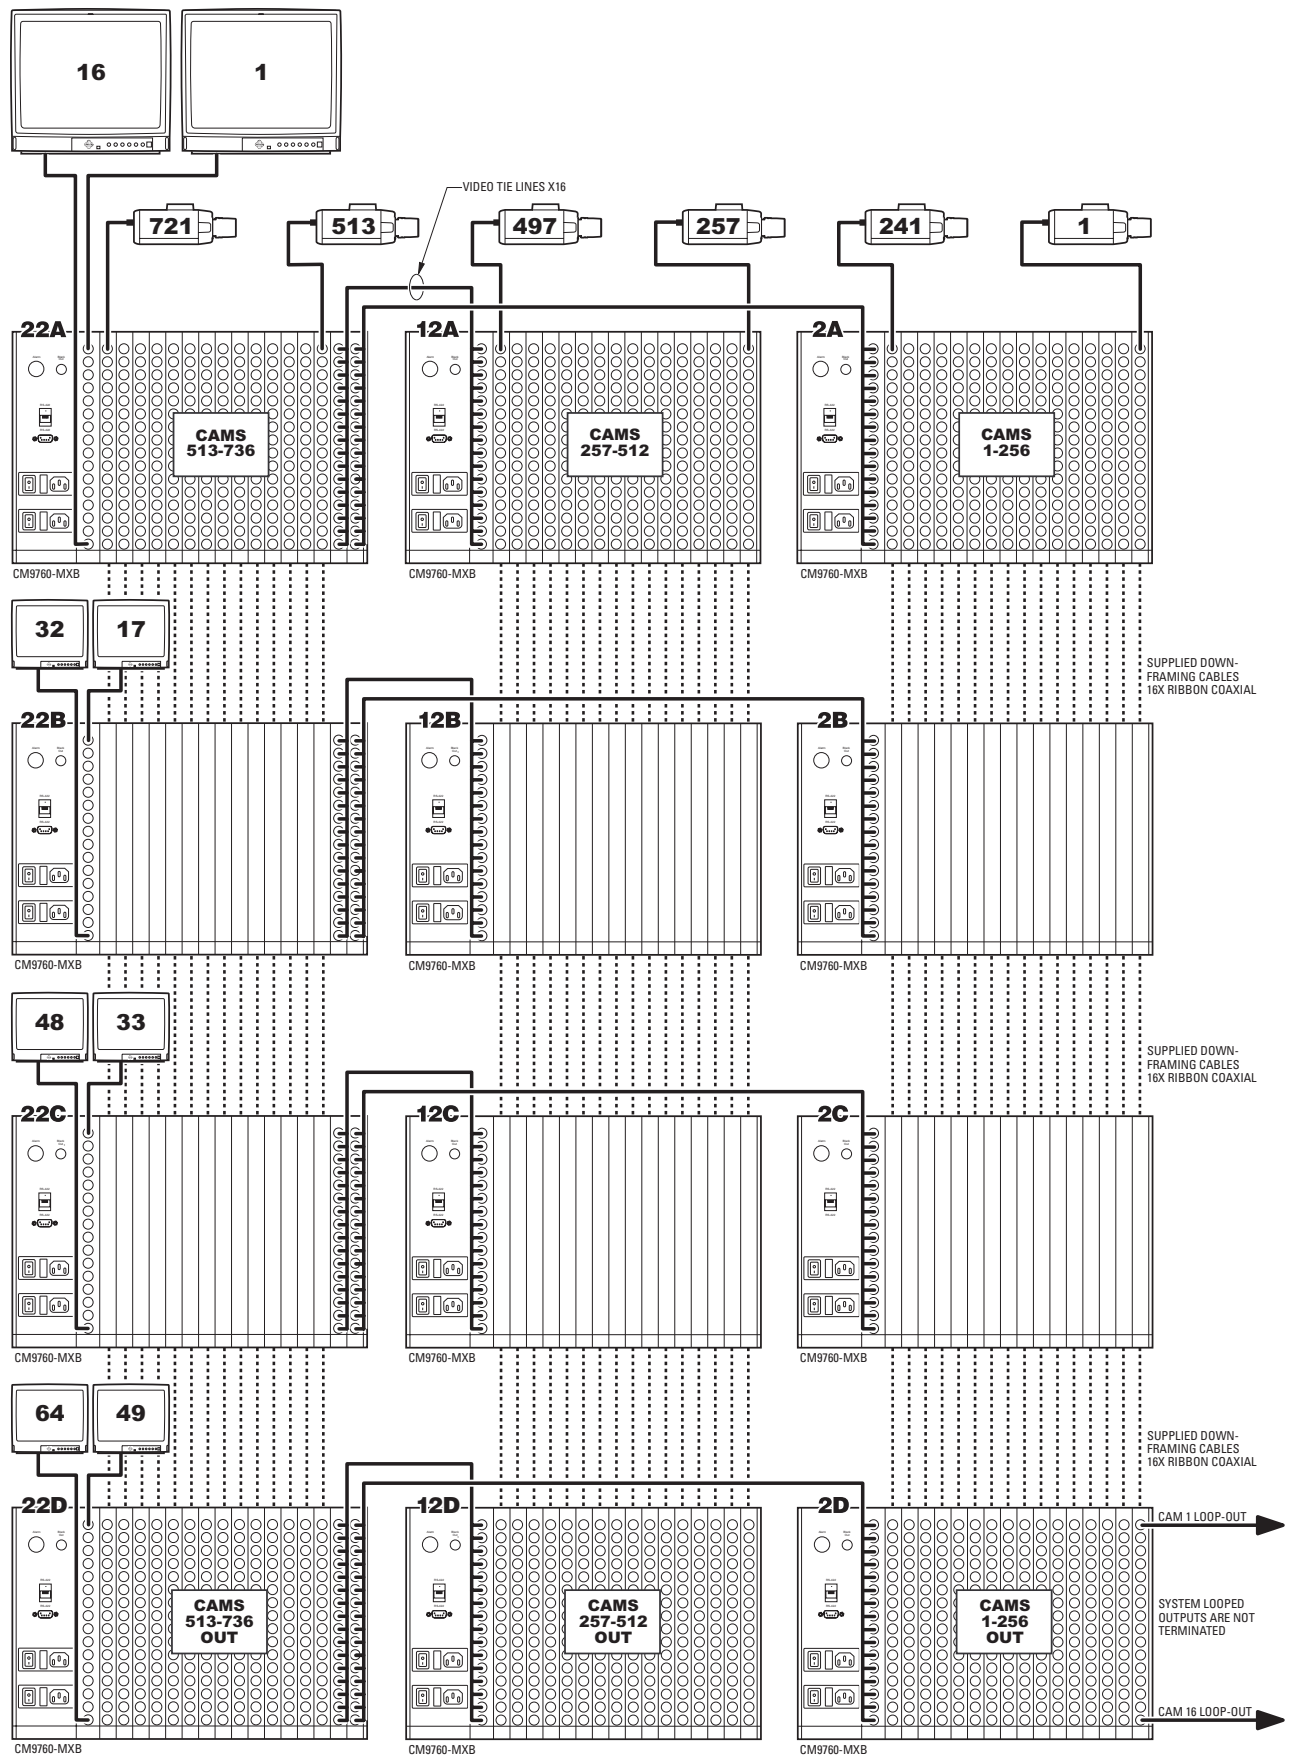 16
1
VIDEO TIE LINES X16
721
513
497
257
241
1
22A
12A
2A
CAMS
513-736
CAMS
257-512
CAMS
1-256
CM9760-MXB
CM9760-MXB
CM9760-MXB
32
17
SUPPLIED DOWN-
FRAMING CABLES
16X RIBBON COAXIAL
22B
12B
2B
CM9760-MXB
CM9760-MXB
CM9760-MXB
48
33
SUPPLIED DOWN-
FRAMING CABLES
16X RIBBON COAXIAL
22C
12C
2C
CM9760-MXB
CM9760-MXB
CM9760-MXB
64
49
SUPPLIED DOWN-
FRAMING CABLES
16X RIBBON COAXIAL
22D
12D
2D
CAM 1 LOOP-OUT
CAMS
513-736
OUT
CAMS
257-512
OUT
CAMS
1-256
OUT
SYSTEM LOOPED
OUTPUTS ARE NOT
TERMINATED
CAM 16 LOOP-OUT
CM9760-MXB
CM9760-MXB
CM9760-MXB